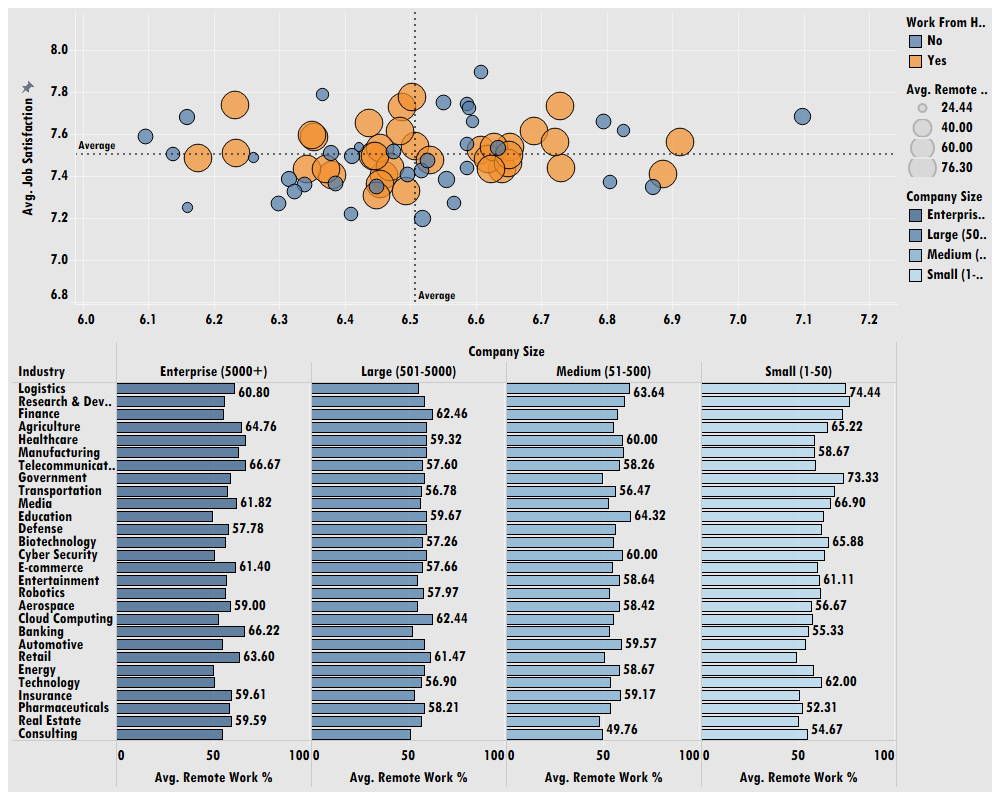 Avg. Job Satisfaction
8.0
7.8
7.6
7.4
7.2
7.0
6.8
Average
Average
6.0 6.1 6.2 6.3 6.4 6.5 6.6 6.7 6.8 6.9 7.0 7.1 7.2
Work From H..
No
Yes
Avg. Remote ..
24.44
40.00
60.00
76.30
Company Size
Enterpris..
Large (50..
Medium (..
Small (1-..
Company Size
Industry Enterprise (5000+) Large (501-5000) Medium (51-500) Small (1-50)
Logistics 60.80 63.64 74.44
Research & Dev..
Finance 62.46
Agriculture 64.76 65.22
Healthcare 59.32 60.00
Manufacturing 58.67
Telecommunicat.. 66.67 57.60 58.26
Government 73.33
Transportation 56.78 56.47
Media 61.82 66.90
Education 59.67 64.32
Defense 57.78
Biotechnology 57.26 65.88
Cyber Security 60.00
E-commerce 61.40 57.66
Entertainment 58.64 61.11
Robotics 57.97
Aerospace 59.00 58.42 56.67
Cloud Computing 62.44
Banking 66.22 55.33
Automotive 59.57
Retail 63.60 61.47
Energy 58.67
Technology 56.90 62.00
Insurance 59.61 59.17
Pharmaceuticals 58.21 52.31
Real Estate 59.59
Consulting 49.76 54.67
0 50 100 0 50 100 0 50 100 0 50 100
Avg. Remote Work % Avg. Remote Work % Avg. Remote Work % Avg. Remote Work %